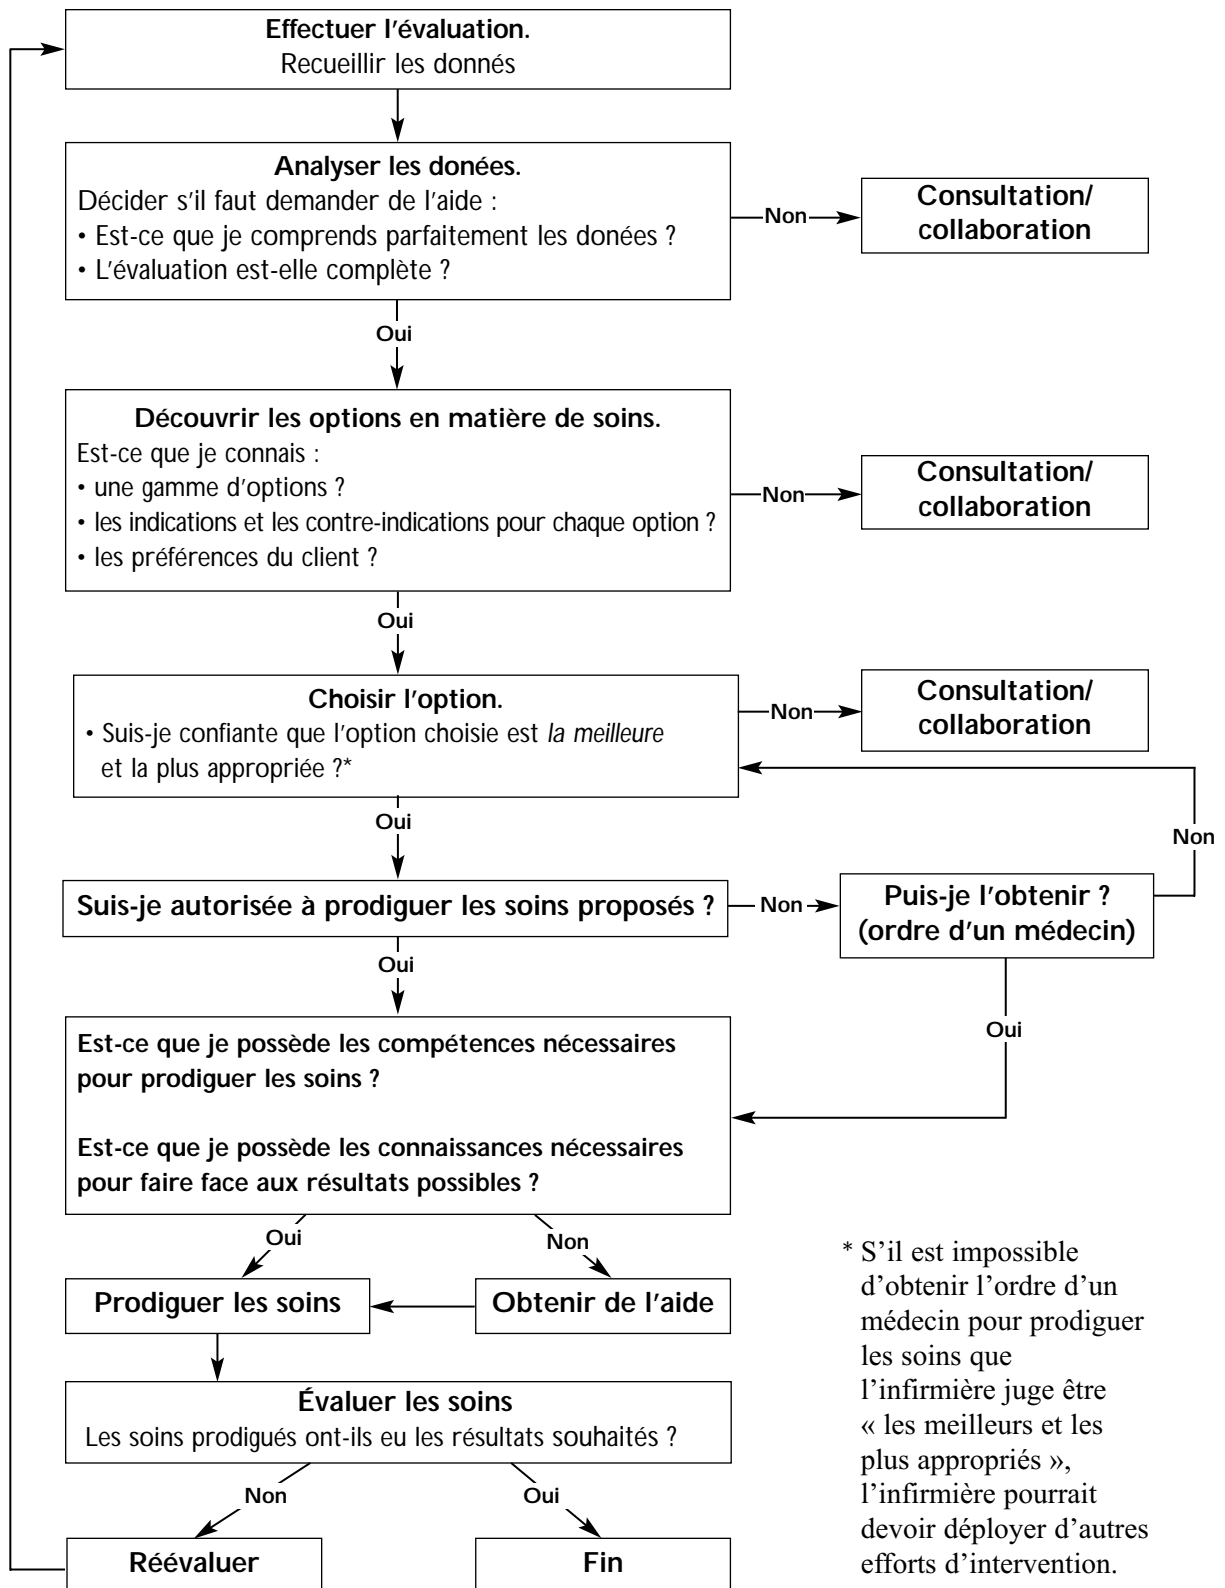 Effectuer l'évaluation.
Recueillir les donnés
Analyser les donées.
Décider s'il faut demander de l'aide :
• Est-ce que je comprends parfaitement les donées ?
• L'évaluation est-elle complète ?
Non
Consultation/
collaboration
Oui
Découvrir les options en matière de soins.
Est-ce que je connais :
• une gamme d'options ?
• les indications et les contre-indications pour chaque option ?
• les préférences du client ?
Non
Consultation/
collaboration
Oui
Choisir l'option.
• Suis-je confiante que l'option choisie est la meilleure
et la plus appropriée ?*
Non
Consultation/
collaboration
Oui
Non
Suis-je autorisée à prodiguer les soins proposés ?
Non
Puis-je l'obtenir ?
(ordre d'un médecin)
Oui
Oui
Est-ce que je possède les compétences nécessaires
pour prodiguer les soins ?
Est-ce que je possède les connaissances nécessaires
pour faire face aux résultats possibles ?
Oui
Non
Prodiguer les soins
Obtenir de l'aide
Évaluer les soins
Les soins prodigués ont-ils eu les résultats souhaités ?
Non
Oui
Réévaluer
Fin
* S'il est impossible
d'obtenir l'ordre d'un
médecin pour prodiguer
les soins que
l'infirmière juge être
« les meilleurs et les
plus appropriés »,
l'infirmière pourrait
devoir déployer d'autres
efforts d'intervention.